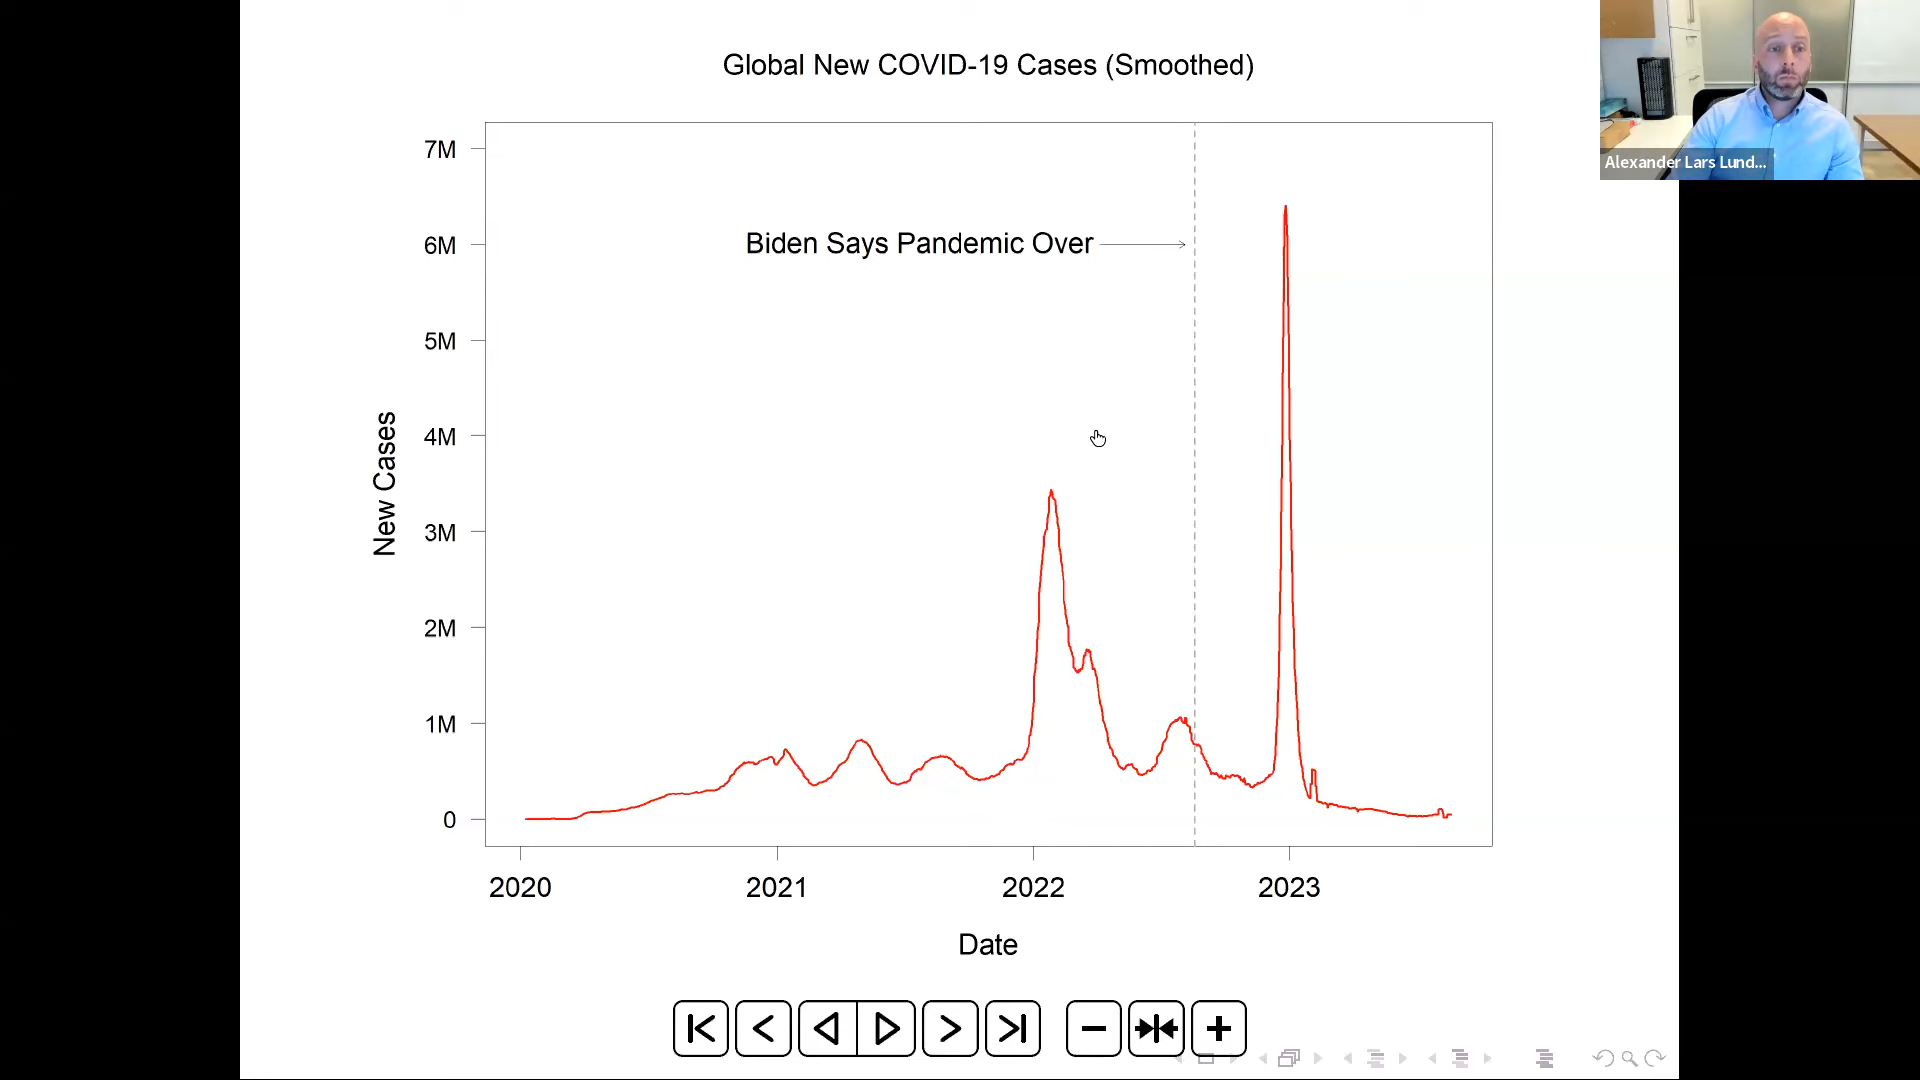 Global New COVID-19 Cases (Smoothed)
Alexander Lars Lund...
7M
Biden Says Pandemic Over
6M
5M
4M
New Cases
3M
2M
1M
0
2020 2021 2022 2023
Date